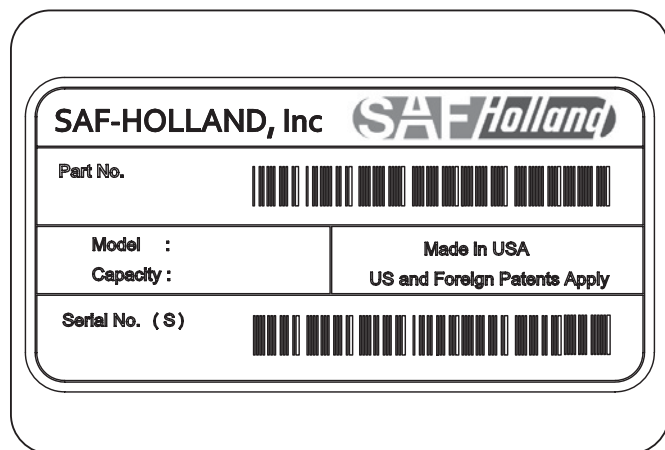 SAF-HOLLAND, Inc SAF Holland
Part No.
Model :
Capacity :
Made in USA
US and Foreign Patents Apply
Serial No. (S)